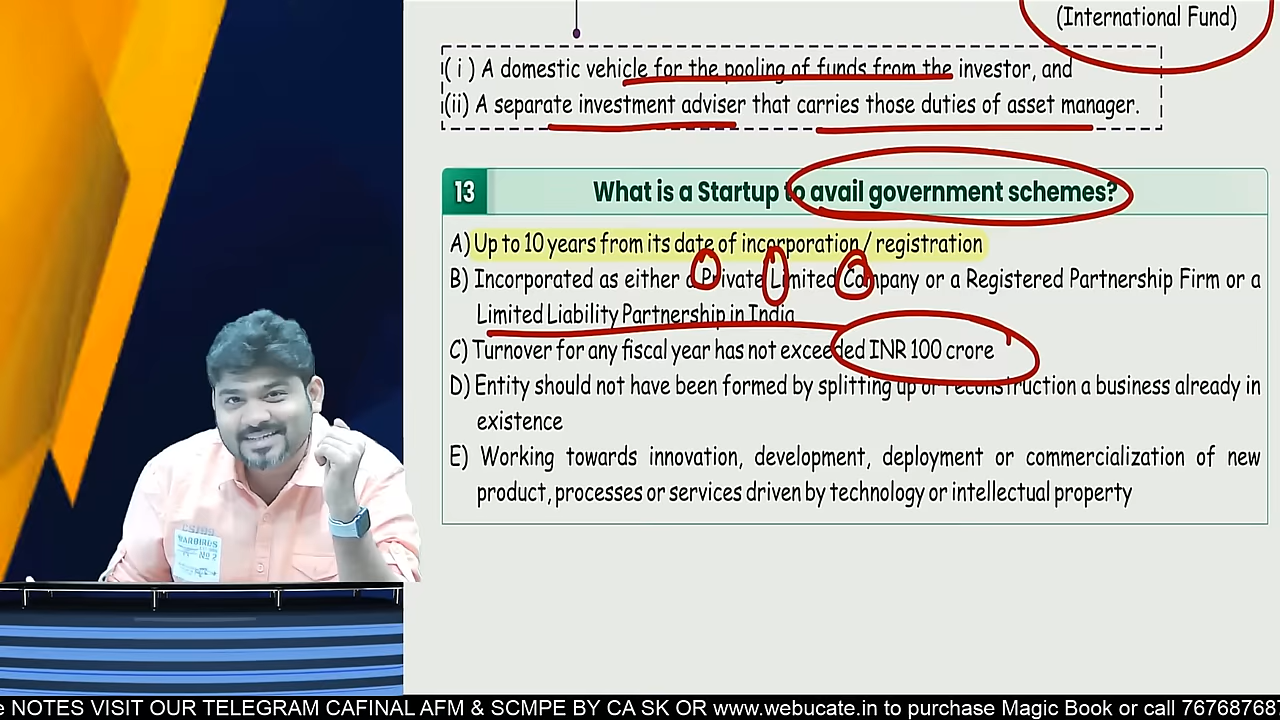 (International Fund)
( i ) A domestic vehicle for the pooling of funds from the investor, and
(ii) A separate investment adviser that carries those duties of asset manager.
13 What is a Startup to avail government schemes?
A) Up to 10 years from its date of incorporation / registration
B) Incorporated as either a Private Limited Company or a Registered Partnership Firm or a
Limited Liability Partnership in India
C) Turnover for any fiscal year has not exceeded INR 100 crore
D) Entity should not have been formed by splitting up or reconstruction a business already in
existence
E) Working towards innovation, development, deployment or commercialization of new
product, processes or services driven by technology or intellectual property
WARBIRDS
No 2
e NOTES VISIT OUR TELEGRAM CAFINAL AFM & SCMPE BY CA SK OR www.webucate.in to purchase Magic Book or call 767687687